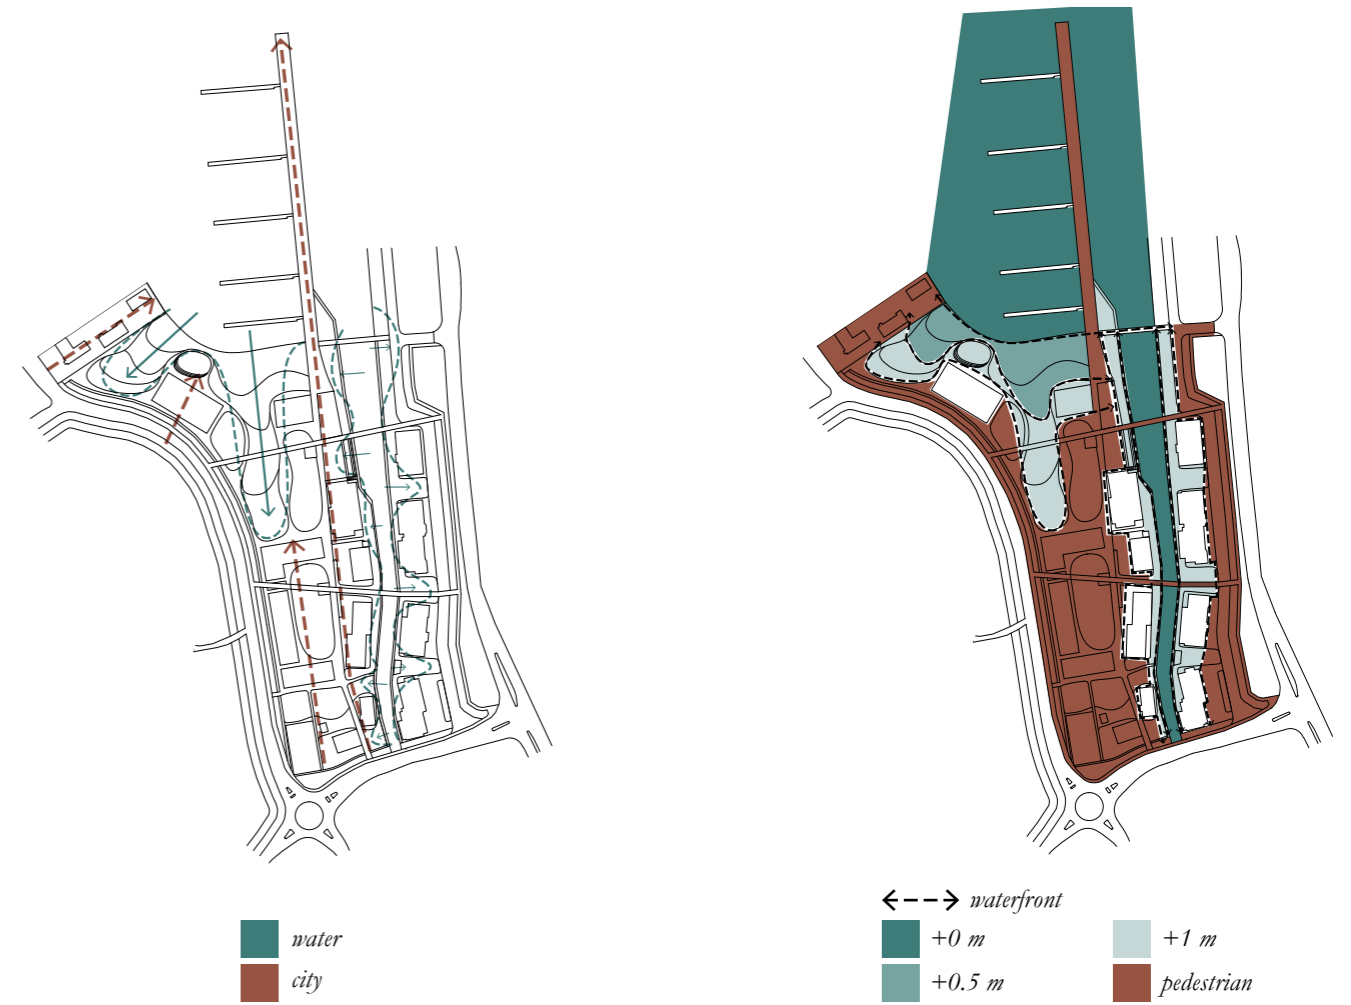 water
city
waterfront
+0 m
+1 m
+0.5 m
pedestrian